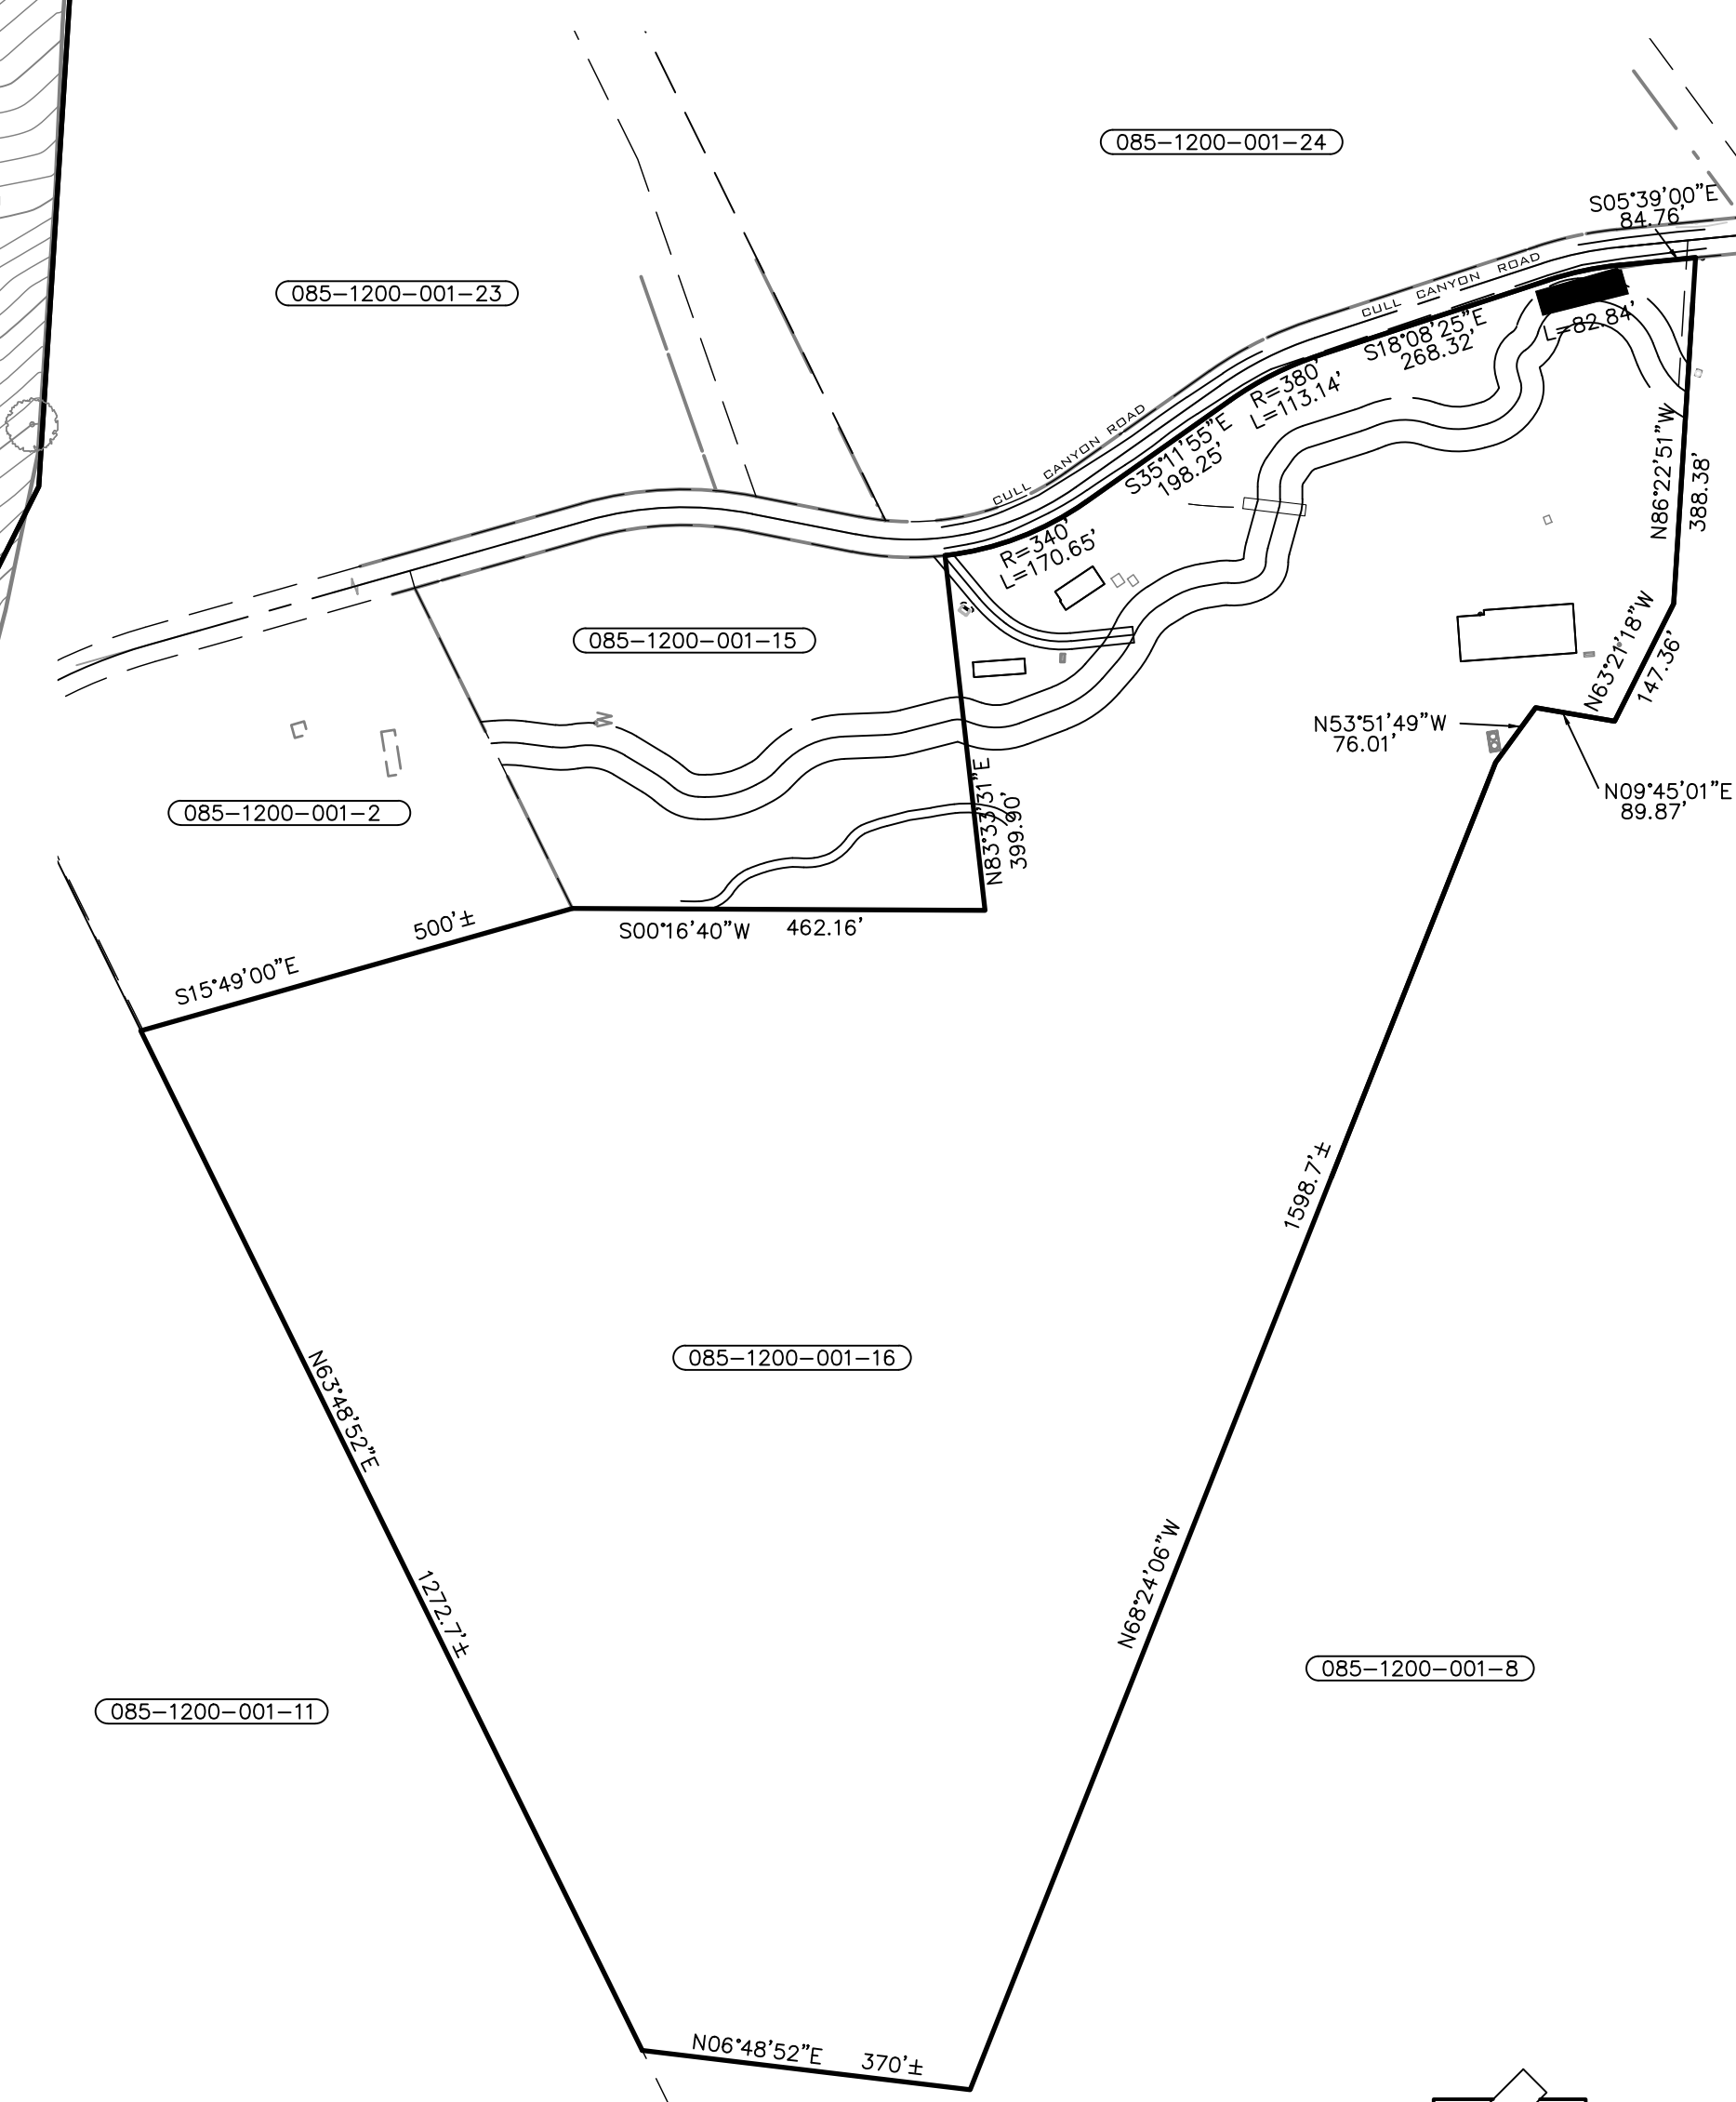 085-1200-001-24
S05°39'00"E
84.76'
CULL CANYON ROAD
085-1200-001-23
L=82.84'
S18°08'25"E
268.32'
R=380'
L=113.14'
CULL CANYON ROAD
S35°11'55"E
198.25'
N86°22'51"W
388.38'
R=340'
L=170.65'
085-1200-001-15
N63°21'18"W
147.36'
W
N53°51'49"W
76.01'
N09°45'01"E
89.87'
085-1200-001-2
N83°33'31"E
399.90'
500'±
S00°16'40"W 462.16'
S15°49'00"E
1598.7'±
085-1200-001-16
N63°48'52"E
1272.7'±
N68°24'06"W
085-1200-001-8
085-1200-001-11
N06°48'52"E 370'±